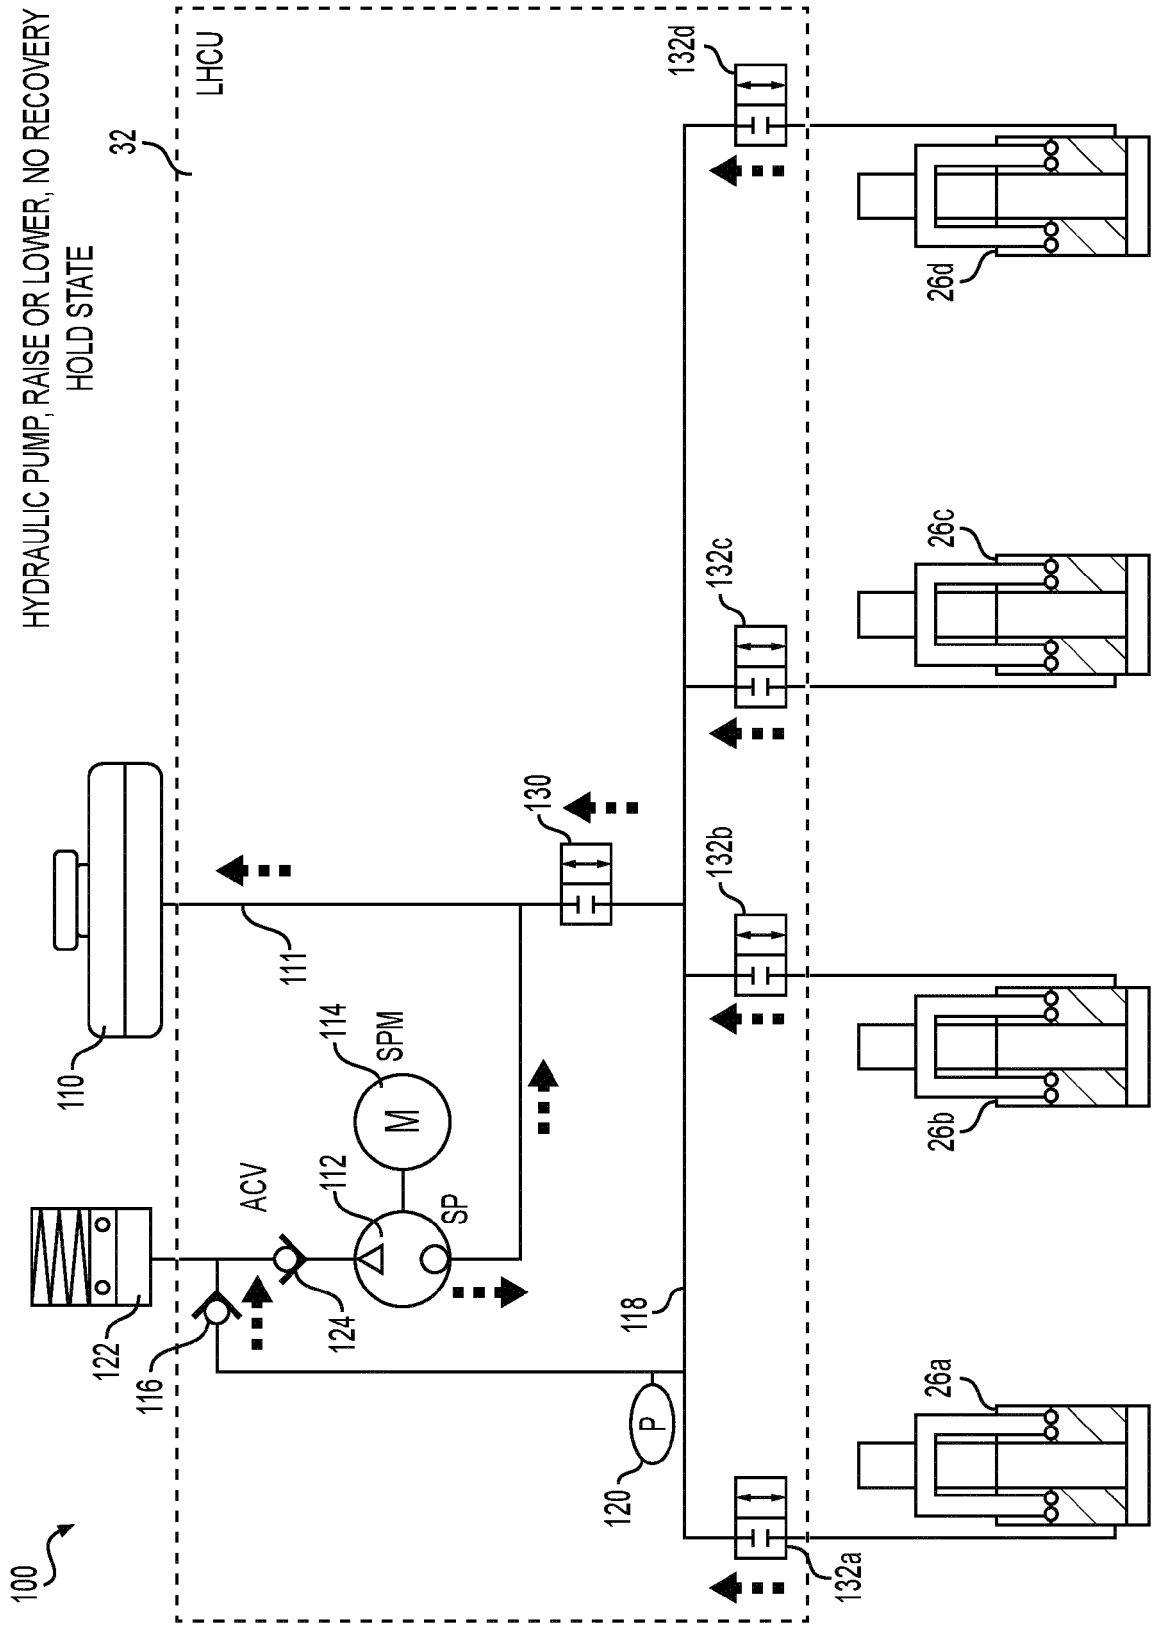 HYDRAULIC PUMP, RAISE OR LOWER, NO RECOVERY
HOLD STATE
100
122
110
32
LHCU
116
ACV
124
112
SP
114
SPM
M
111
130
120
P
118
132a
132b
132c
132d
26a
26b
26c
26d